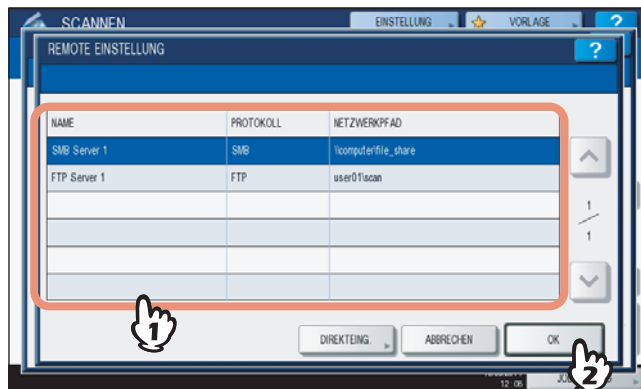 SCANNEN EINSTELLUNG VORLAGE ?
REMOTE EINSTELLUNG ?
NAME PROTOKOLL NETZWERKPFAD
SMB Server 1 SMB \\computer\file_share
FTP Server 1 FTP user01\scan
1
1
DIREKTEING. ABBRECHEN OK
1
2
12:06